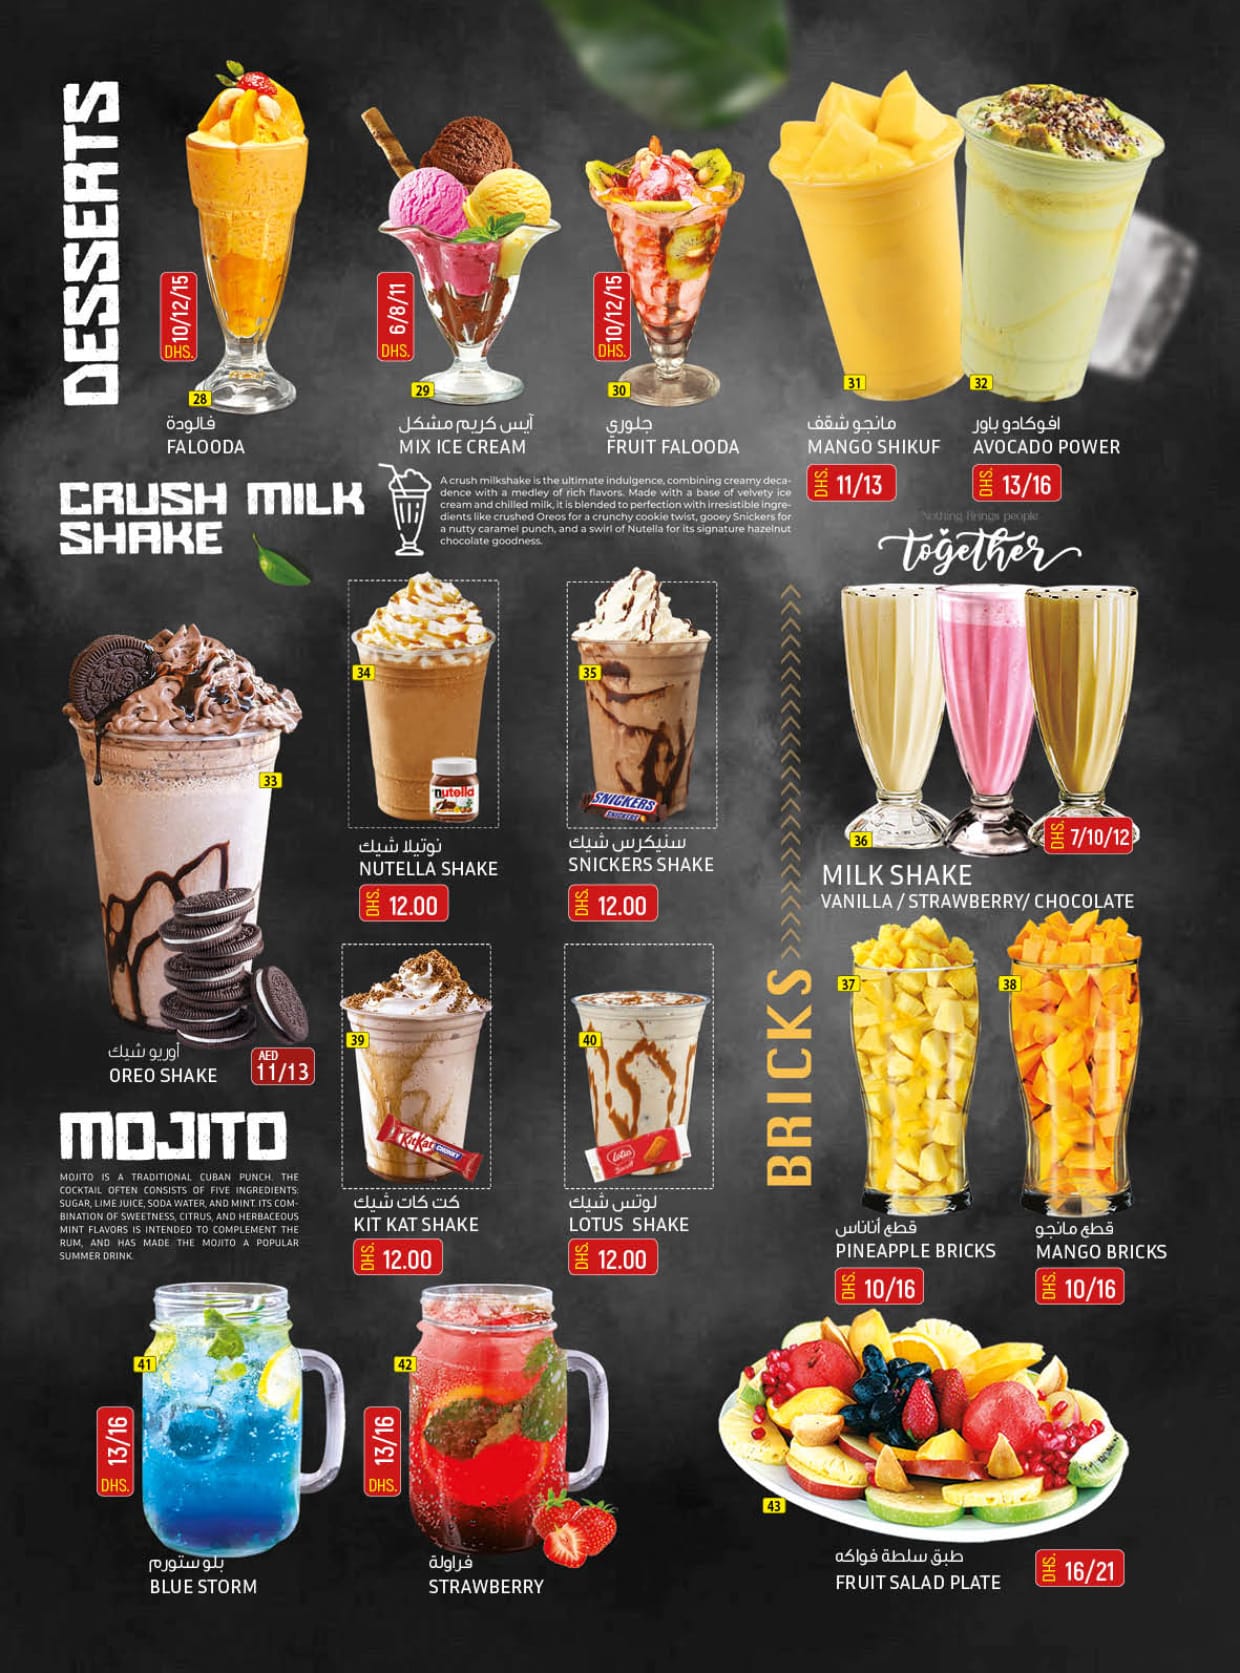 DESSERTS
10/12/15
DHS.
28
فالودة
FALOODA
6/8/11
DHS.
29
آيس كريم مشكل
MIX ICE CREAM
10/12/15
DHS.
30
جلوري
FRUIT FALOODA
31
مانجو شقف
MANGO SHIKUF
DHS. 11/13
32
افوكادو باور
AVOCADO POWER
DHS. 13/16
CRUSH MILK
SHAKE
A crush milkshake is the ultimate indulgence, combining creamy deca-
dence with a medley of rich flavors. Made with a base of velvety ice
cream and chilled milk, it is blended to perfection with irresistible ingre-
dients like crushed Oreos for a crunchy cookie twist, gooey Snickers for
a nutty caramel punch, and a swirl of Nutella for its signature hazelnut
chocolate goodness.
Nothing Brings people
together
33
أوريو شيك
OREO SHAKE
AED
11/13
34
nutella
نوتيلا شيك
NUTELLA SHAKE
DHS. 12.00
35
SNICKERS
سنيكرس شيك
SNICKERS SHAKE
DHS. 12.00
36
DHS. 7/10/12
MILK SHAKE
VANILLA / STRAWBERRY/ CHOCOLATE
39
KitKat CHUNKY
كت كات شيك
KIT KAT SHAKE
DHS. 12.00
40
Lotus
لوتس شيك
LOTUS SHAKE
DHS. 12.00
BRICKS
37
قطع أناناس
PINEAPPLE BRICKS
DHS. 10/16
38
قطع مانجو
MANGO BRICKS
DHS. 10/16
MOJITO
MOJITO IS A TRADITIONAL CUBAN PUNCH. THE
COCKTAIL OFTEN CONSISTS OF FIVE INGREDIENTS:
SUGAR, LIME JUICE, SODA WATER, AND MINT. ITS COM-
BINATION OF SWEETNESS, CITRUS, AND HERBACEOUS
MINT FLAVORS IS INTENDED TO COMPLEMENT THE
RUM, AND HAS MADE THE MOJITO A POPULAR
SUMMER DRINK.
41
13/16
DHS.
بلو ستورم
BLUE STORM
42
13/16
DHS.
فراولة
STRAWBERRY
43
طبق سلطة فواكه
FRUIT SALAD PLATE
DHS. 16/21